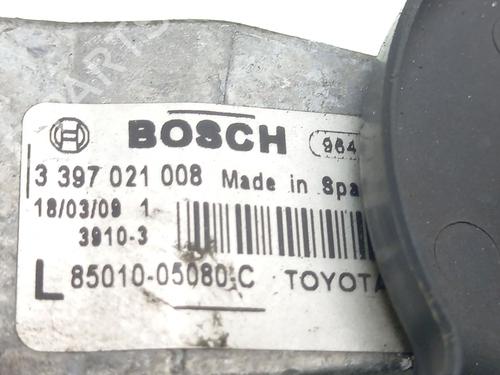 BOSCH 964
3 397 021 008 Made in Spa
18/03/09 1
3910-3
L 85010-05080-C TOYOTA